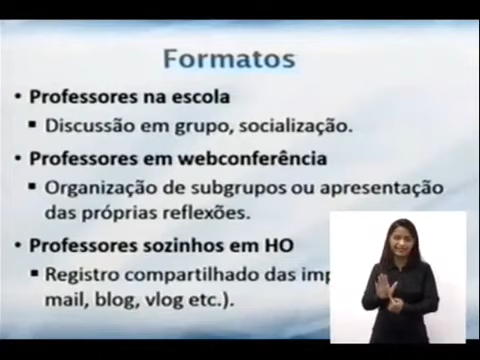 Formatos
• Professores na escola
▪ Discussão em grupo, socialização.
• Professores em webconferência
▪ Organização de subgrupos ou apresentação
das próprias reflexões.
• Professores sozinhos em HO
▪ Registro compartilhado das
mail, blog, vlog etc.).